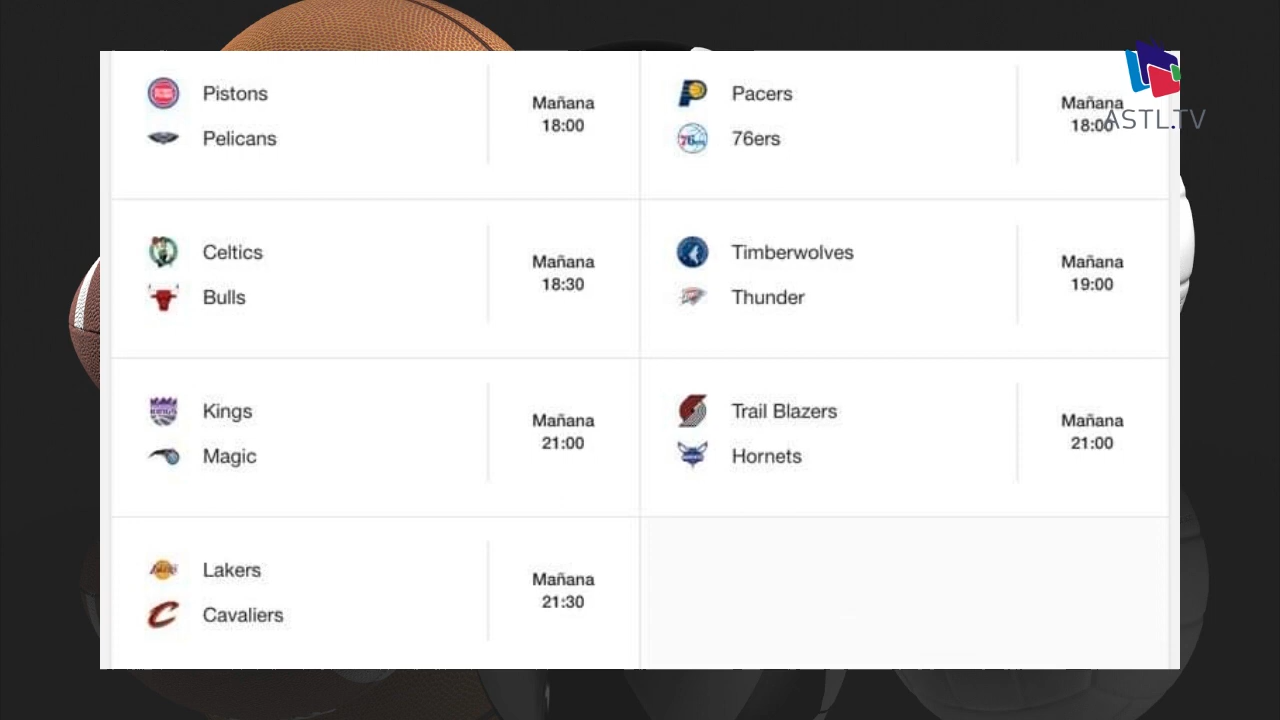 Pistons
Pelicans
Mañana
18:00
Pacers
76ers
Mañana
18:00
ASTL.TV
Celtics
Bulls
Mañana
18:30
Timberwolves
Thunder
Mañana
19:00
Kings
Magic
Mañana
21:00
Trail Blazers
Hornets
Mañana
21:00
Lakers
Cavaliers
Mañana
21:30